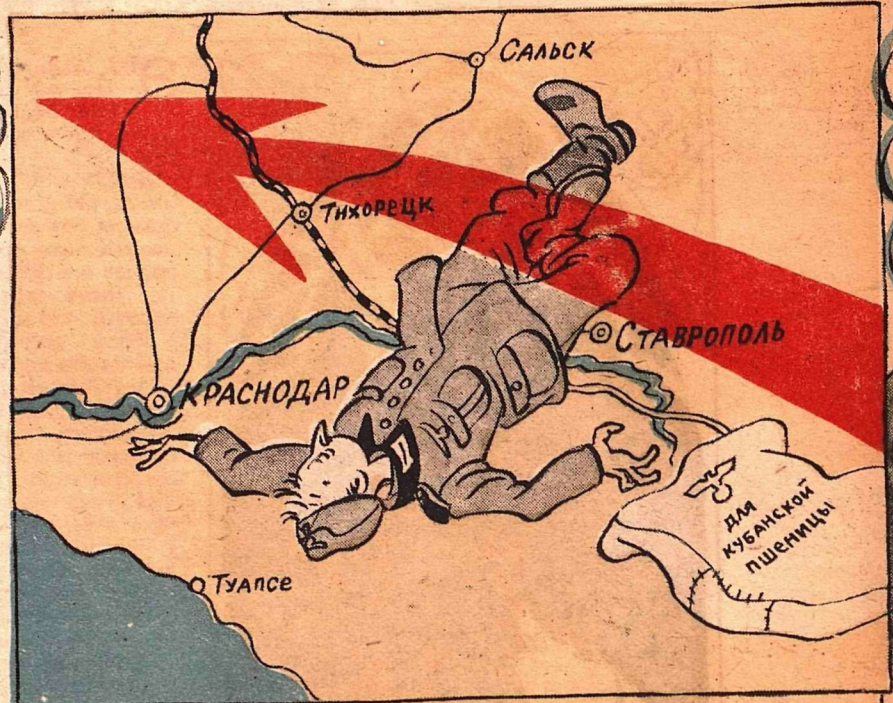 Сальск
Тихорецк
Ставрополь
Краснодар
Туапсе
для
кубанской
пшеницы